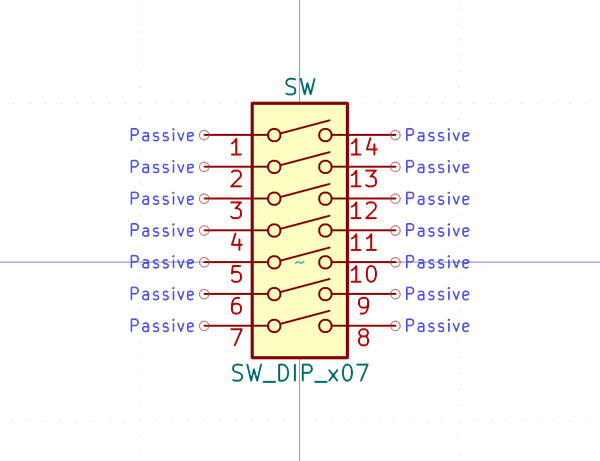 SW
Passive 1 14 Passive
Passive 2 13 Passive
Passive 3 12 Passive
Passive 4 11 Passive
Passive 5 ~ 10 Passive
Passive 6 9 Passive
Passive 7 8 Passive
SW_DIP_x07